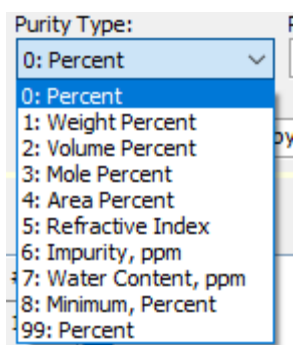 Purity Type:
0: Percent
0: Percent
1: Weight Percent
2: Volume Percent
3: Mole Percent
4: Area Percent
5: Refractive Index
6: Impurity, ppm
7: Water Content, ppm
8: Minimum, Percent
99: Percent